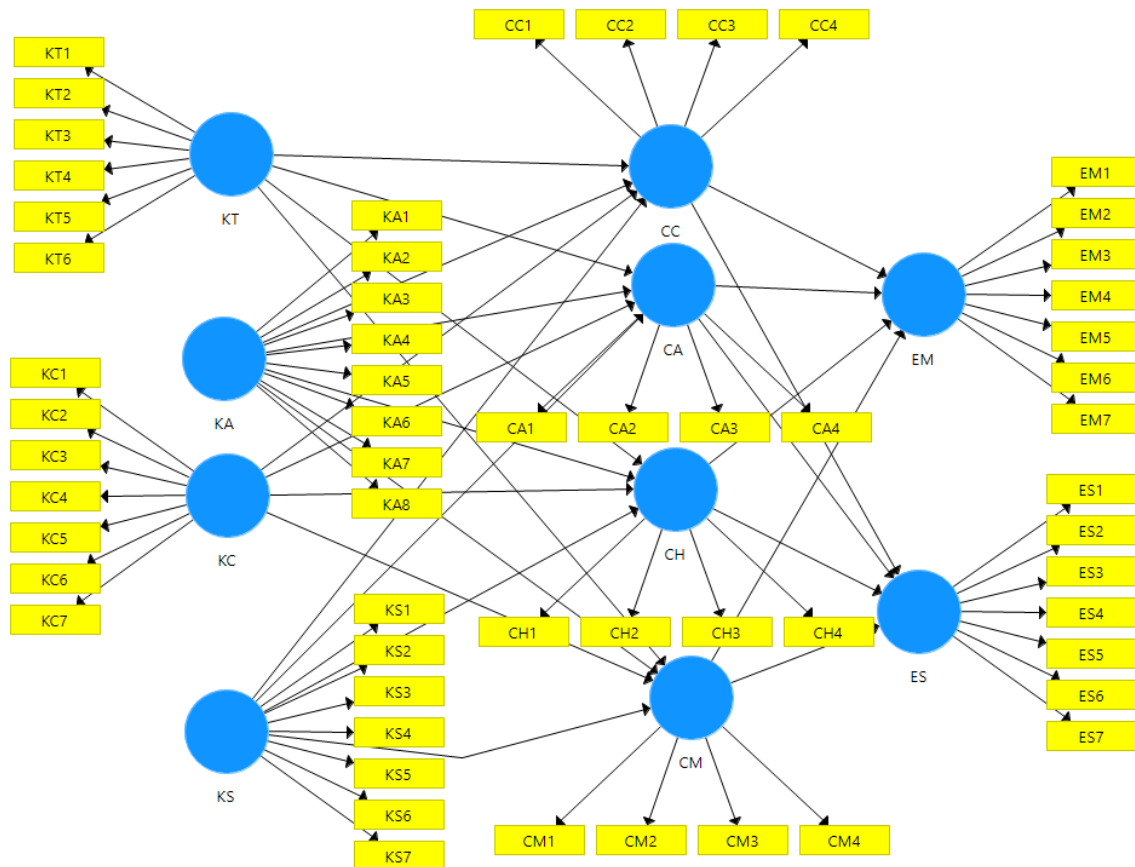 CC1
CC2
CC3
CC4
KT1
KT2
KT3
KT4
KT5
KT6
KT
KA1
KA2
KA3
KA4
KA5
KA6
KA7
KA8
KA
CC
CA
EM1
EM2
EM3
EM4
EM5
EM6
EM7
EM
KC1
KC2
KC3
KC4
KC5
KC6
KC7
KC
CA1
CA2
CA3
CA4
CH
CH1
CH2
CH3
CH4
ES1
ES2
ES3
ES4
ES5
ES6
ES7
ES
KS1
KS2
KS3
KS4
KS5
KS6
KS7
KS
CM
CM1
CM2
CM3
CM4